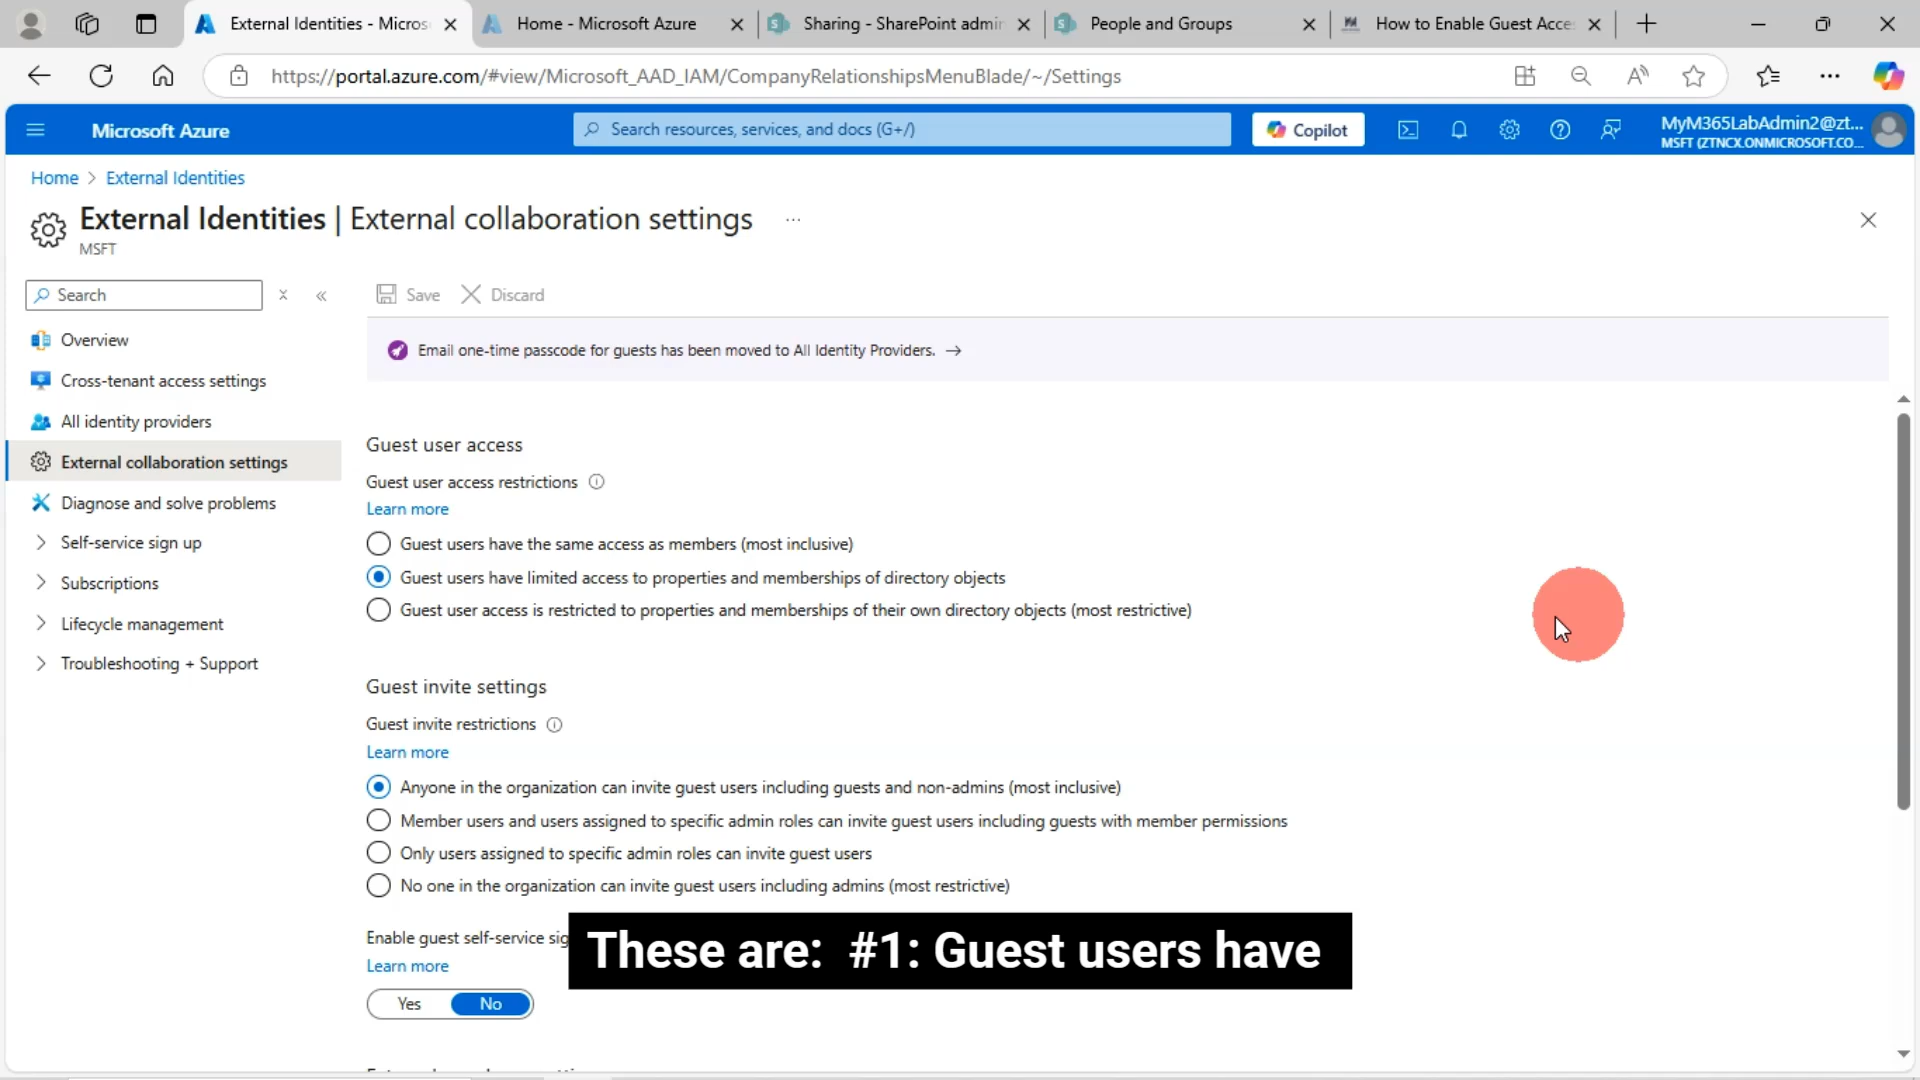 External Identities - Micros
Home - Microsoft Azure
Sharing - SharePoint admin
People and Groups
How to Enable Guest Acce
https://portal.azure.com/#view/Microsoft_AAD_IAM/CompanyRelationshipsMenuBlade/~/Settings
Microsoft Azure
Search resources, services, and docs (G+/)
Copilot
MyM365LabAdmin2@zt...
MSFT (ZTNCX.ONMICROSOFT.CO...
Home > External Identities
External Identities | External collaboration settings
MSFT
Search
Save
Discard
Overview
Cross-tenant access settings
All identity providers
External collaboration settings
Diagnose and solve problems
Self-service sign up
Subscriptions
Lifecycle management
Troubleshooting + Support
Email one-time passcode for guests has been moved to All Identity Providers.
Guest user access
Guest user access restrictions
Learn more
Guest users have the same access as members (most inclusive)
Guest users have limited access to properties and memberships of directory objects
Guest user access is restricted to properties and memberships of their own directory objects (most restrictive)
Guest invite settings
Guest invite restrictions
Learn more
Anyone in the organization can invite guest users including guests and non-admins (most inclusive)
Member users and users assigned to specific admin roles can invite guest users including guests with member permissions
Only users assigned to specific admin roles can invite guest users
No one in the organization can invite guest users including admins (most restrictive)
Enable guest self-service sig
Learn more
Yes
No
These are: #1: Guest users have